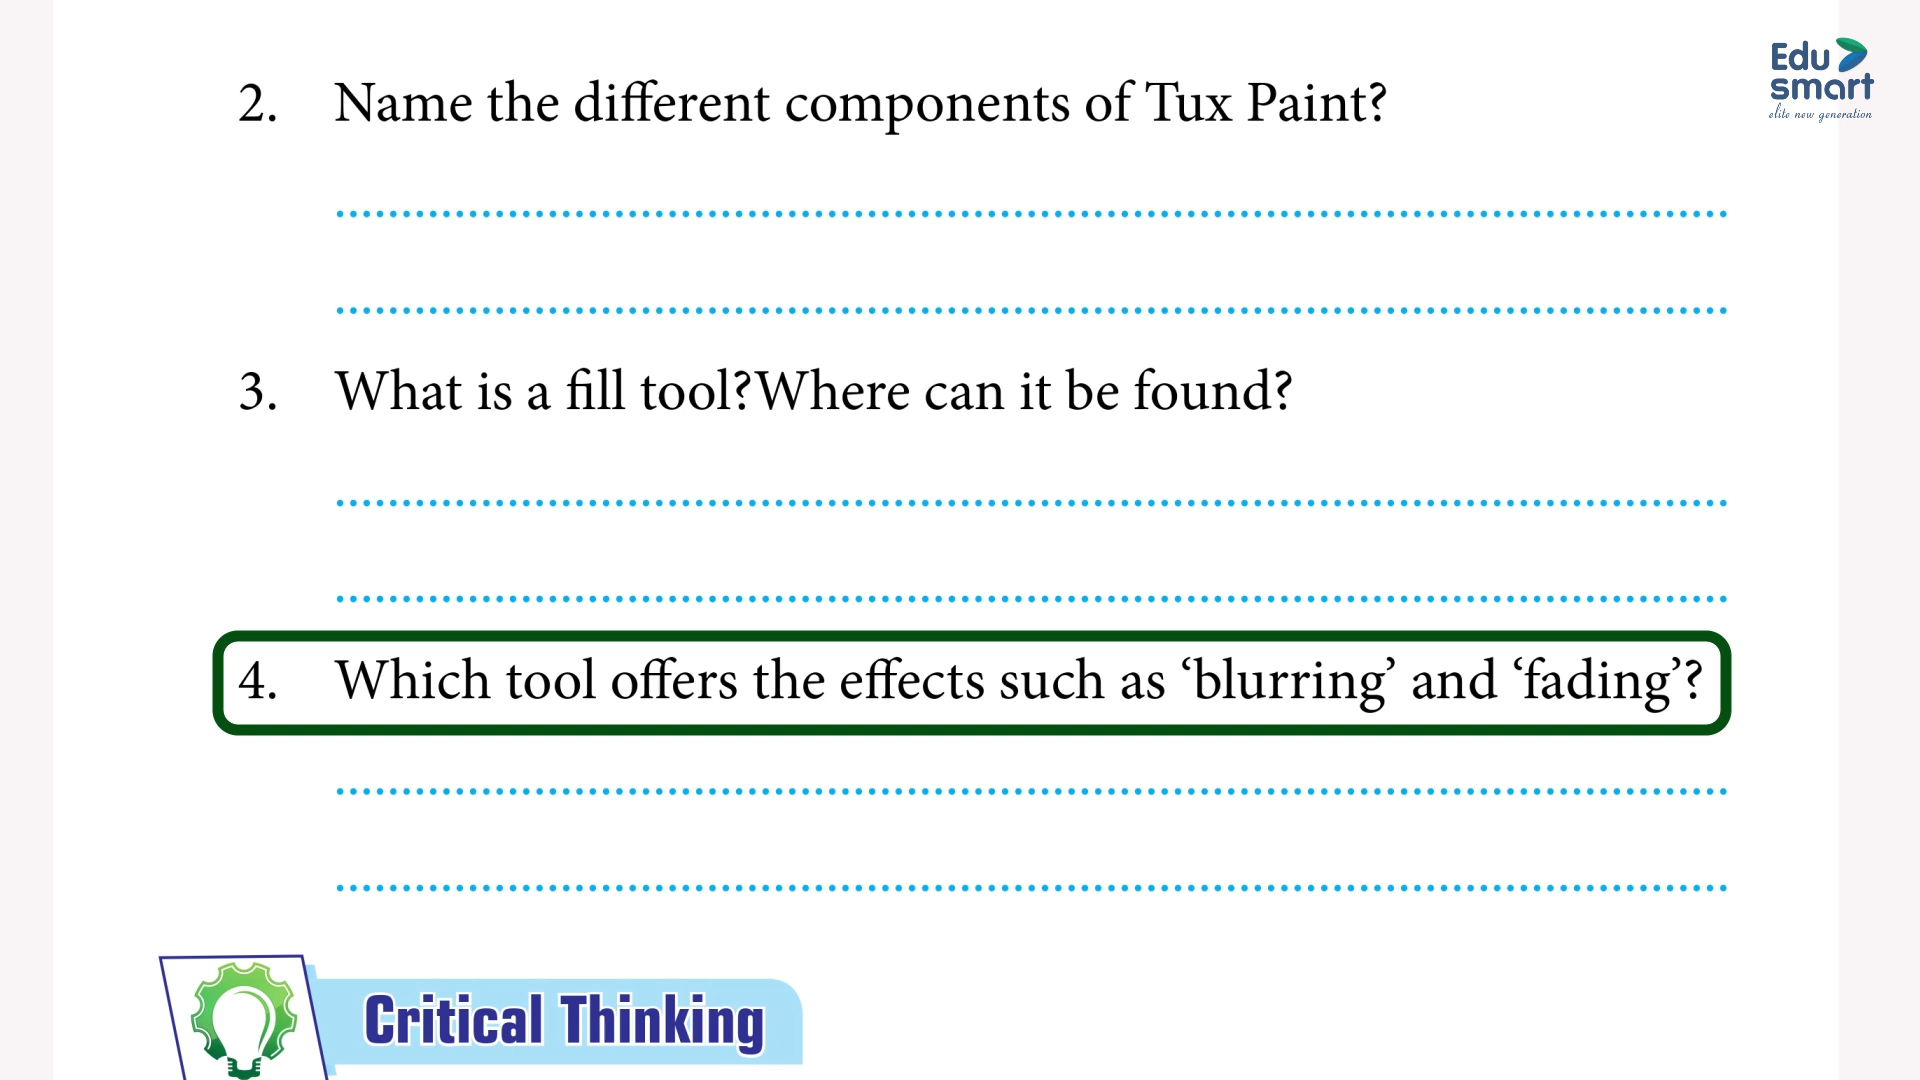 Edu
smart
elite new generation
2. Name the different components of Tux Paint?
3. What is a fill tool?Where can it be found?
4. Which tool offers the effects such as ‘blurring’ and ‘fading’?
Critical Thinking